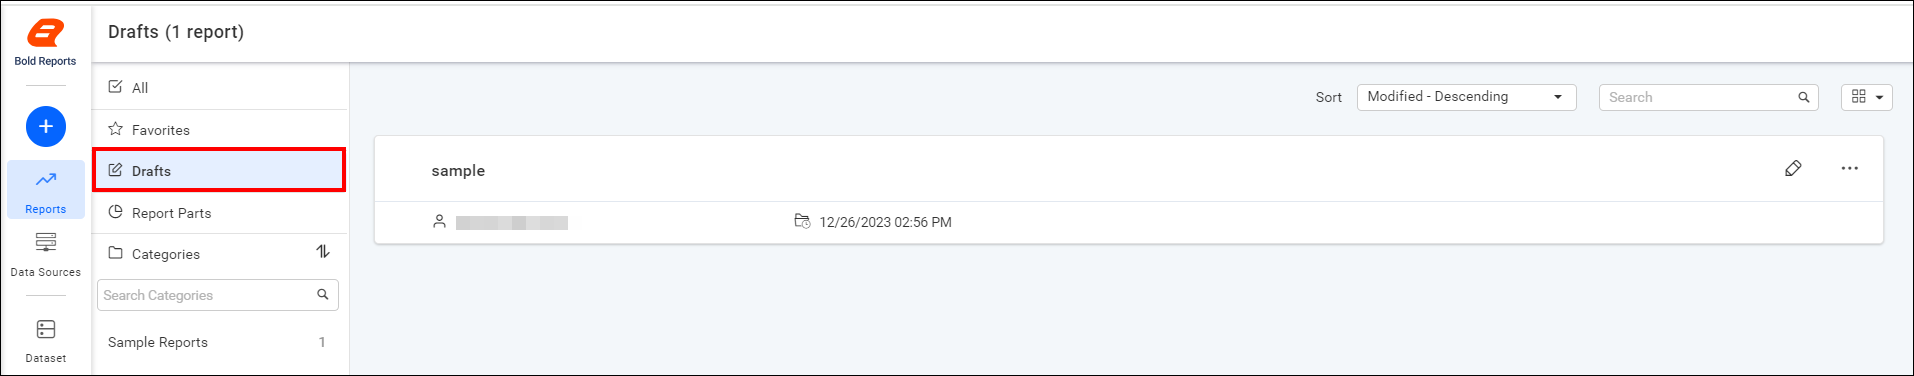 Bold Reports
Reports
Data Sources
Dataset
Drafts (1 report)
All
Favorites
Drafts
Report Parts
Categories
Search Categories
Sample Reports 1
Sort Modified - Descending Search
sample
12/26/2023 02:56 PM